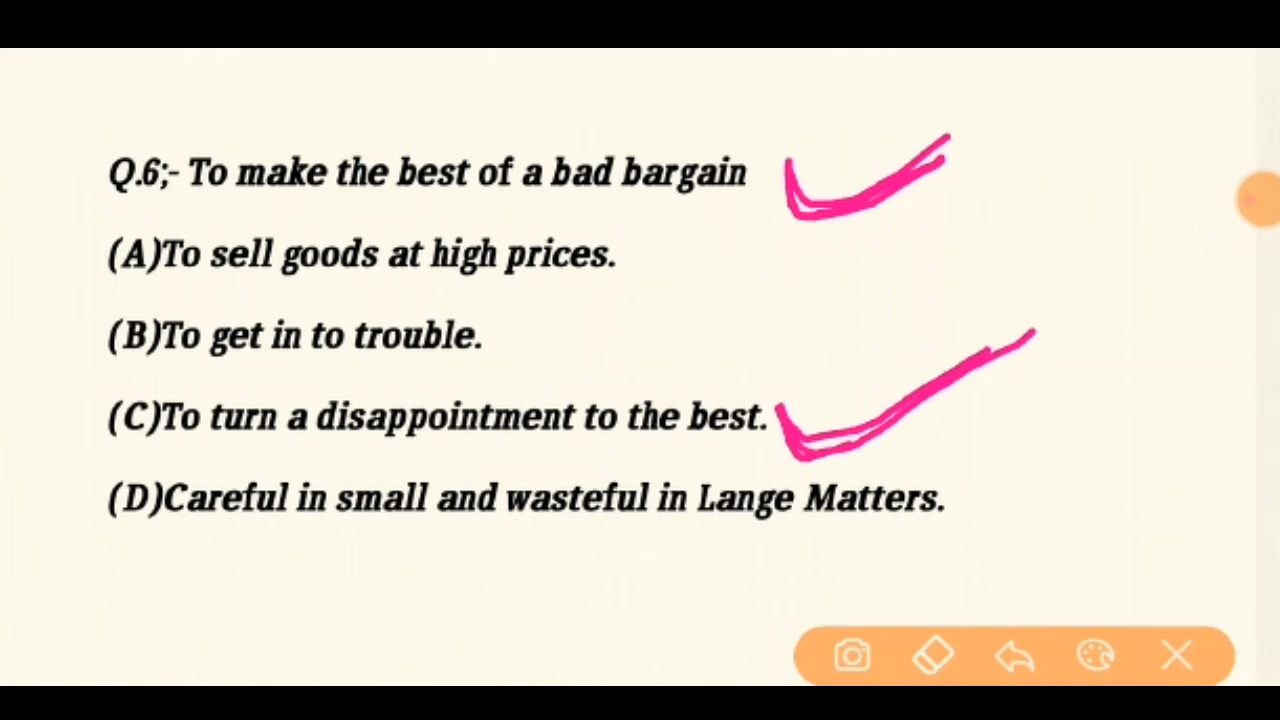 Q.6;- To make the best of a bad bargain
(A)To sell goods at high prices.
(B)To get in to trouble.
(C)To turn a disappointment to the best.
(D)Careful in small and wasteful in Lange Matters.